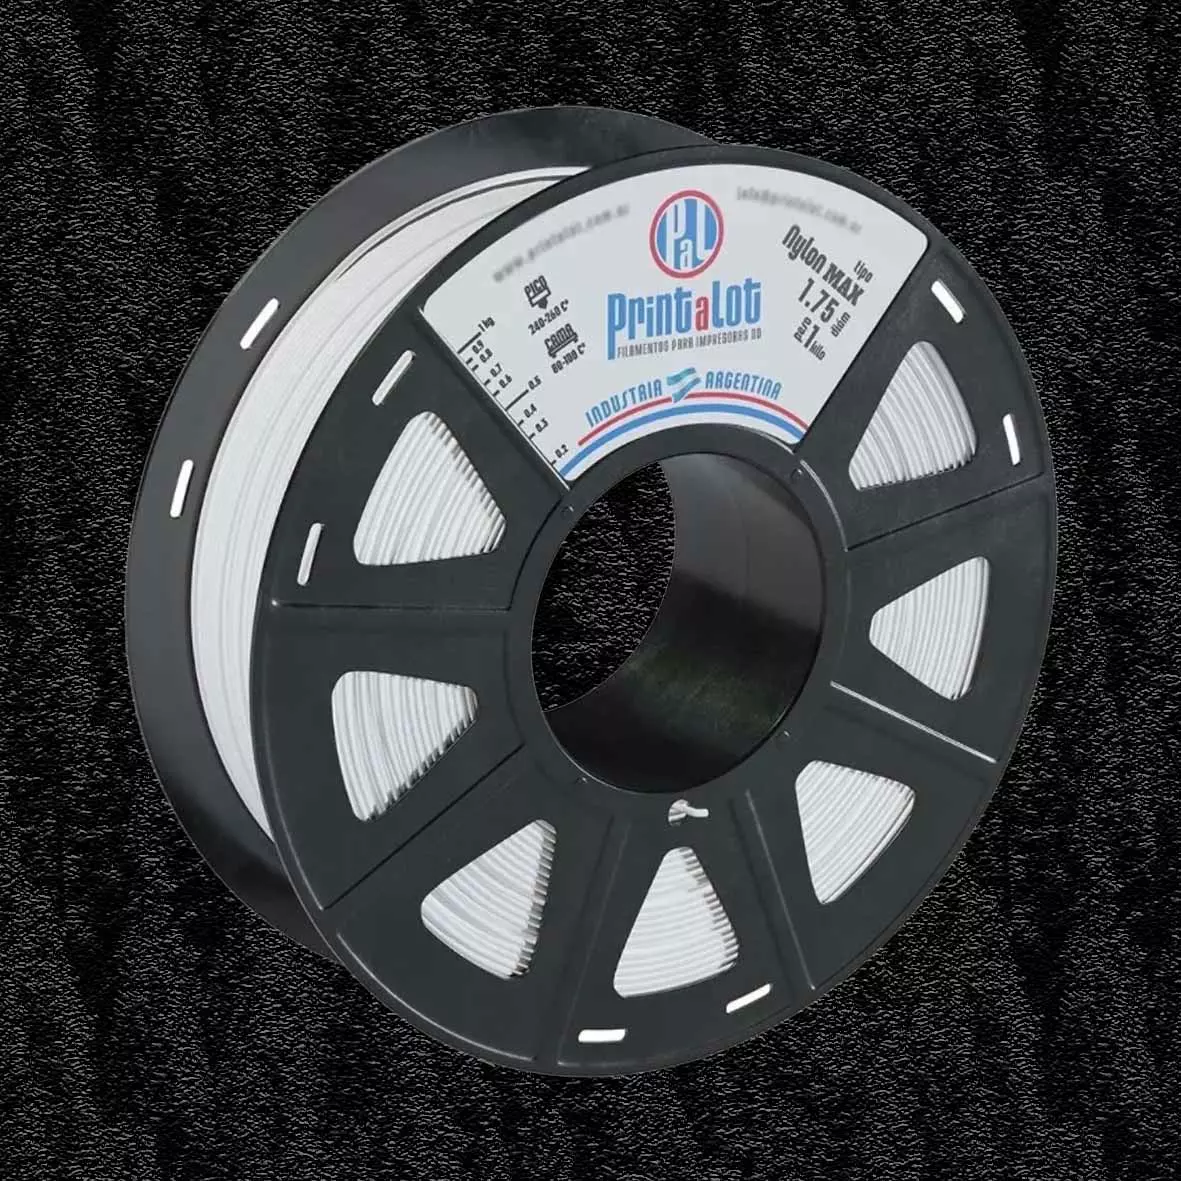 www.printalot.com.ar
info@printalot.com.ar
PaL
PrintaLot
FILAMENTOS PARA IMPRESORAS 3D
INDUSTRIA ARGENTINA
PICO
240-260 C°
CAMA
80-100 C°
tipo
Nylon MAX
1.75 diám
peso 1 kilo
1 kg
0.9
0.8
0.7
0.6
0.5
0.4
0.3
0.2